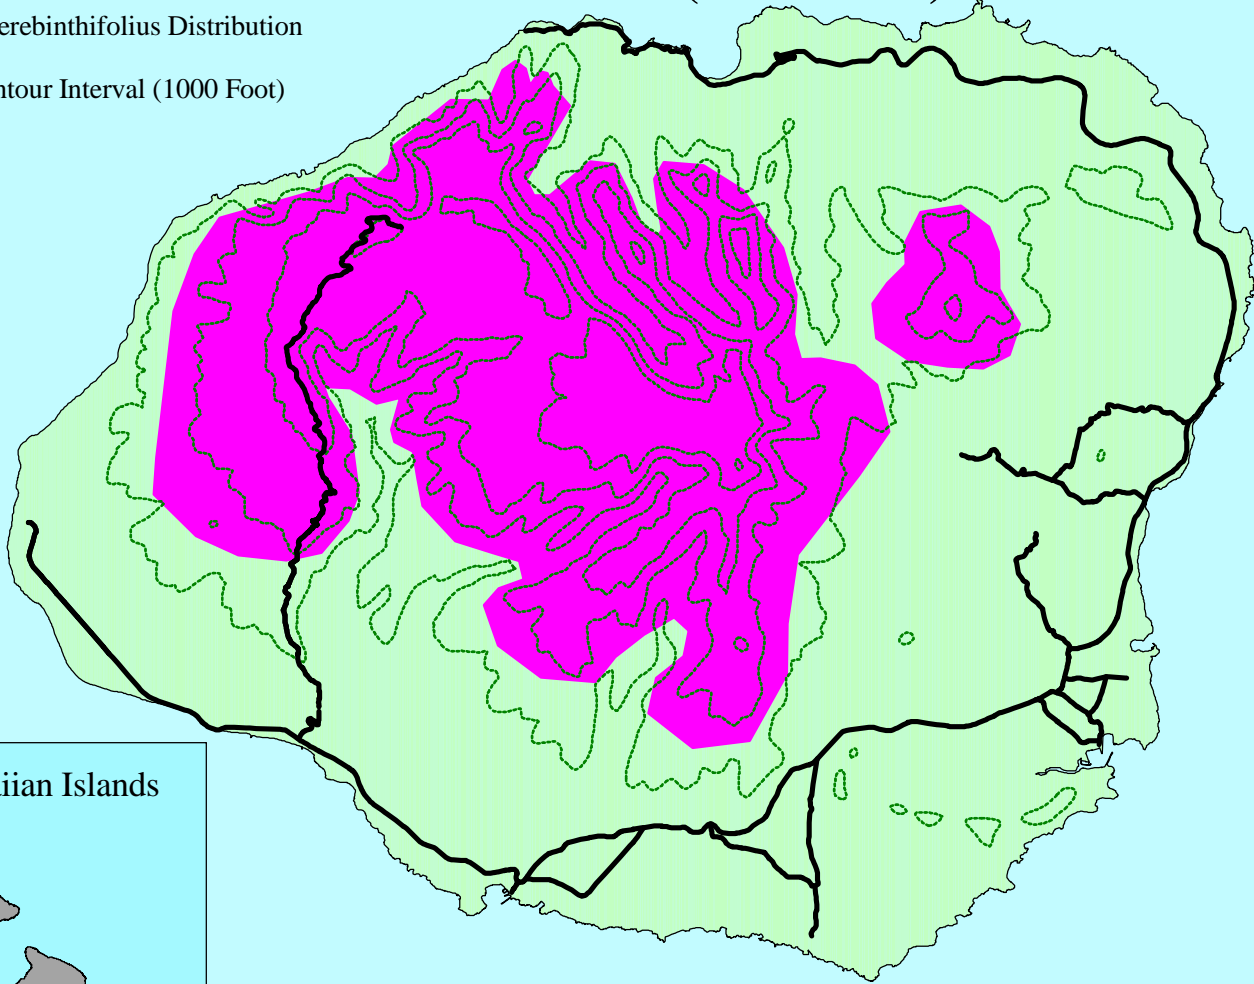 erebinthifolius Distribution
ntour Interval (1000 Foot)
iian Islands